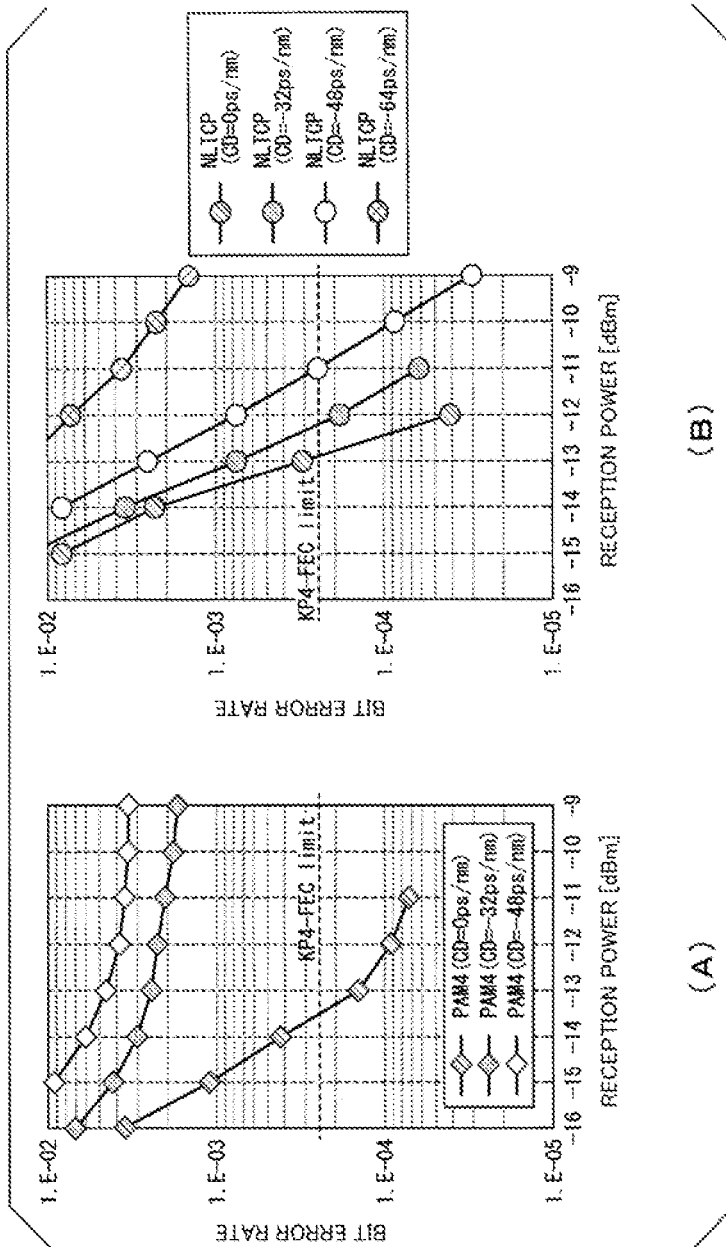 BIT ERROR RATE
1. E-02
1. E-03
1. E-04
1. E-05
KP4-FEC limit
PAM4 (CD=0ps/nm)
PAM4 (CD=-32ps/nm)
PAM4 (CD=-48ps/nm)
-16 -15 -14 -13 -12 -11 -10 -9
RECEPTION POWER [dBm]
(A)
BIT ERROR RATE
1. E-02
1. E-03
1. E-04
1. E-05
KP4-FEC limit
-16 -15 -14 -13 -12 -11 -10 -9
RECEPTION POWER [dBm]
NLTCP
(CD=0ps/nm)
NLTCP
(CD=-32ps/nm)
NLTCP
(CD=-48ps/nm)
NLTCP
(CD=-64ps/nm)
(B)